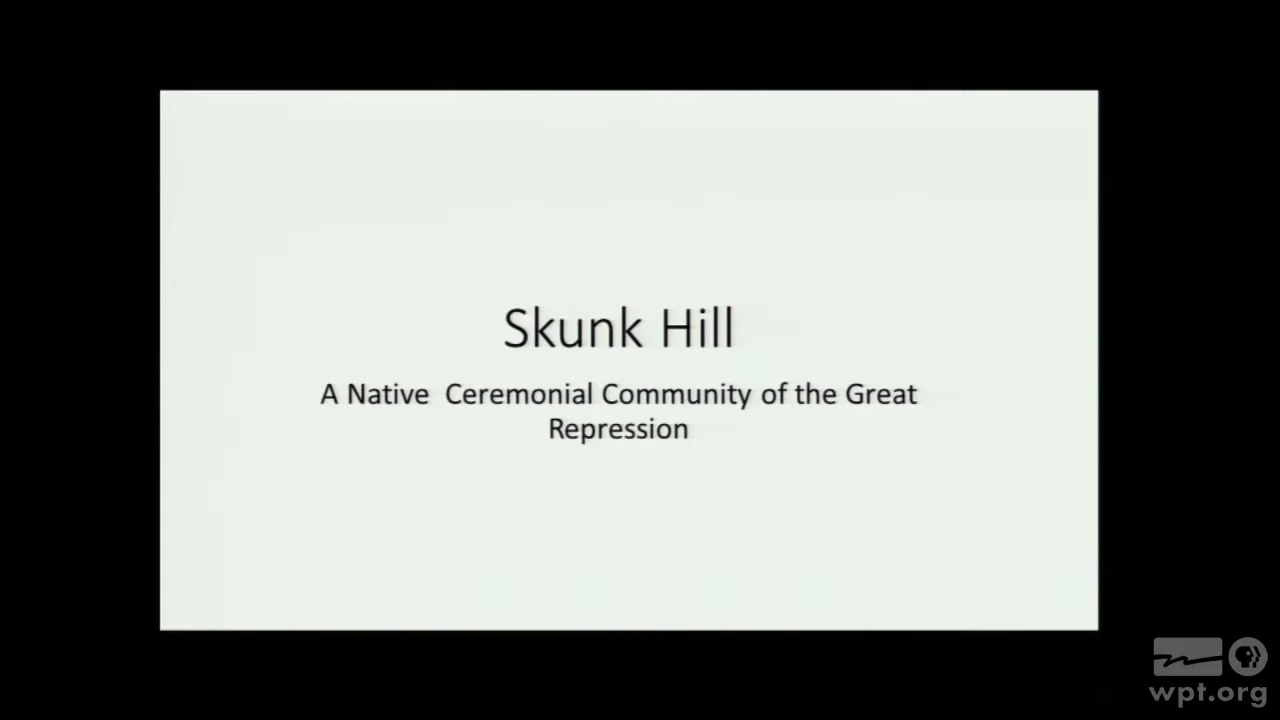 Skunk Hill
A Native  Ceremonial Community of the Great
Repression
wpt.org